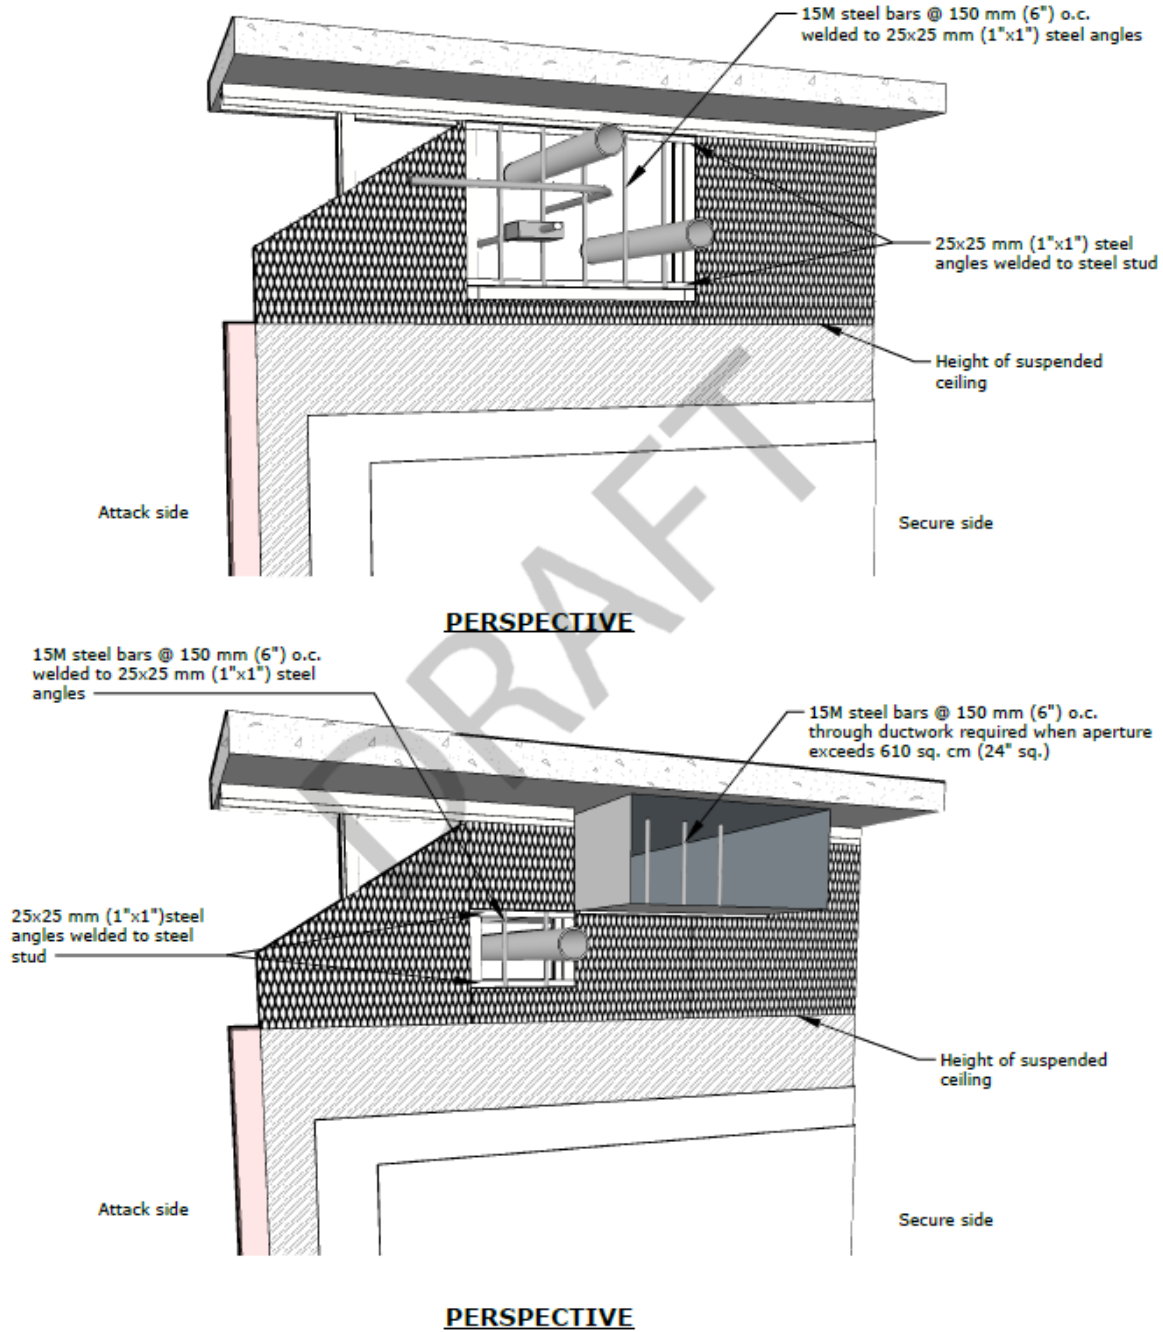 15M steel bars @ 150 mm (6") o.c.
welded to 25x25 mm (1"x1") steel angles
25x25 mm (1"x1") steel
angles welded to steel stud
Height of suspended
ceiling
Attack side
Secure side
DRAFT
PERSPECTIVE
15M steel bars @ 150 mm (6") o.c.
welded to 25x25 mm (1"x1") steel
angles
15M steel bars @ 150 mm (6") o.c.
through ductwork required when aperture
exceeds 610 sq. cm (24" sq.)
25x25 mm (1"x1")steel
angles welded to steel
stud
Height of suspended
ceiling
Attack side
Secure side
PERSPECTIVE